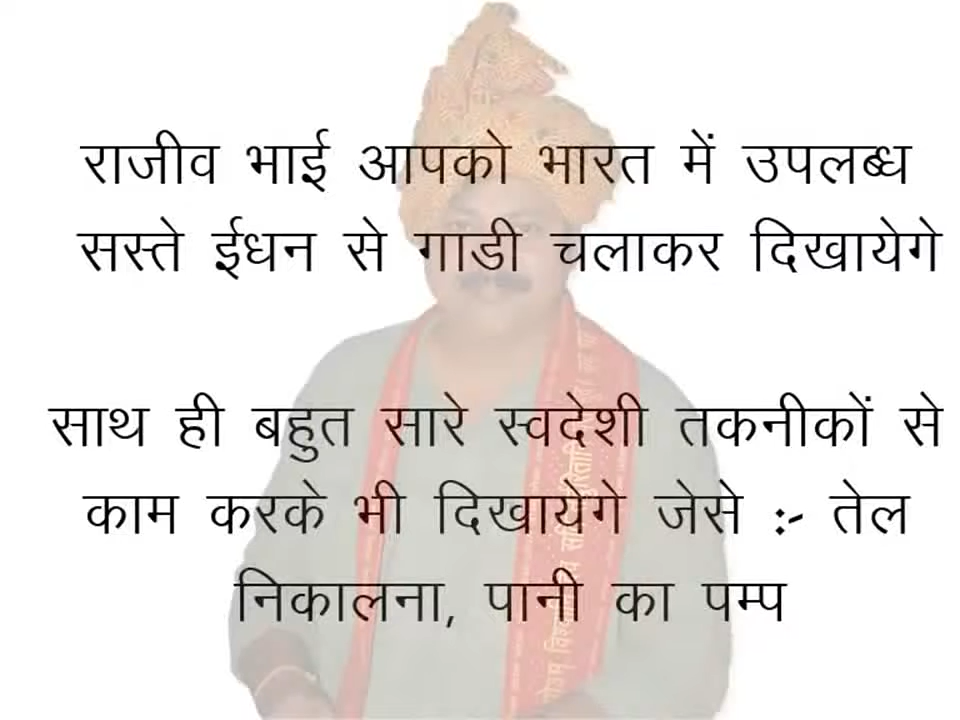 राजीव भाई आपको भारत में उपलब्ध
सस्ते ईधन से गाडी चलाकर दिखायेगे
साथ ही बहुत सारे स्वदेशी तकनीकों से
काम करके भी दिखायेगे जेसे :- तेल
निकालना, पानी का पम्प